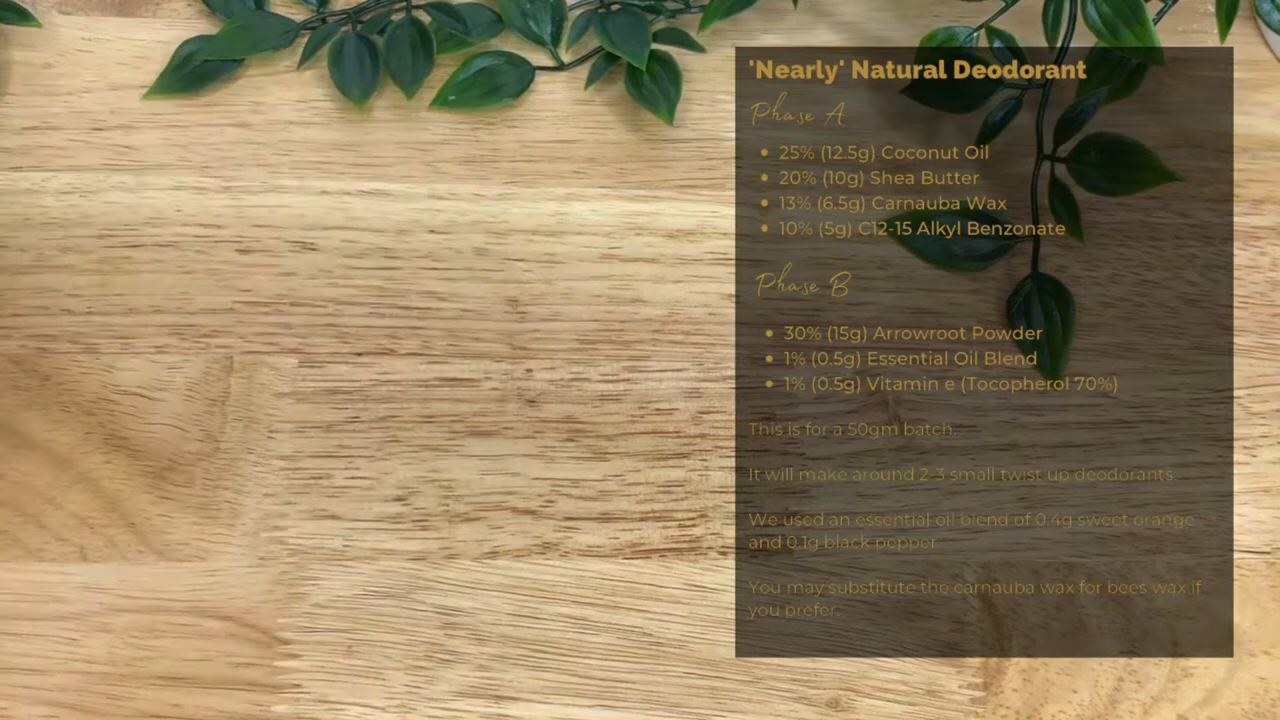 'Nearly' Natural Deodorant
Phase A
• 25% (12.5g) Coconut Oil
• 20% (10g) Shea Butter
• 13% (6.5g) Carnauba Wax
• 10% (5g) C12-15 Alkyl Benzonate
Phase B
• 30% (15g) Arrowroot Powder
• 1% (0.5g) Essential Oil Blend
• 1% (0.5g) Vitamin e (Tocopherol 70%)
This is for a 50gm batch.
It will make around 2-3 small twist up deodorants.
We used an essential oil blend of 0.4g sweet orange
and 0.1g black pepper
You may substitute the carnauba wax for bees wax if
you prefer.